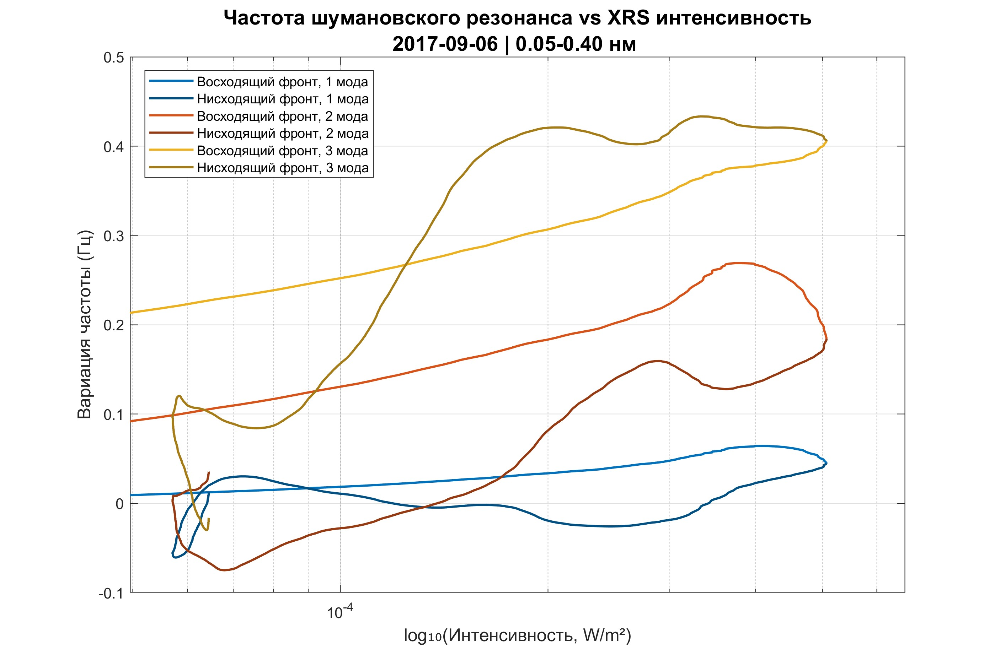 Частота шумановского резонанса vs XRS интенсивность
2017-09-06 | 0.05-0.40 нм
Восходящий фронт, 1 мода
Нисходящий фронт, 1 мода
Восходящий фронт, 2 мода
Нисходящий фронт, 2 мода
Восходящий фронт, 3 мода
Нисходящий фронт, 3 мода
Вариация частоты (Гц)
0.5
0.4
0.3
0.2
0.1
0
-0.1
10⁻⁴
log₁₀(Интенсивность, W/m²)